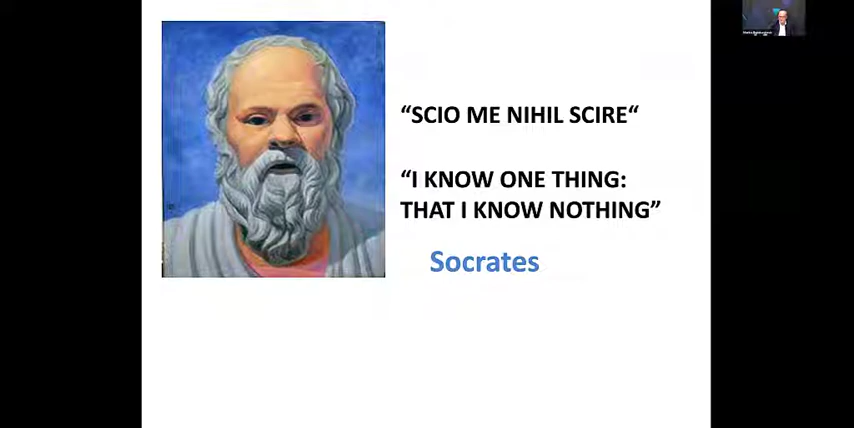 “SCIO ME NIHIL SCIRE“
“I KNOW ONE THING:
THAT I KNOW NOTHING”
Socrates